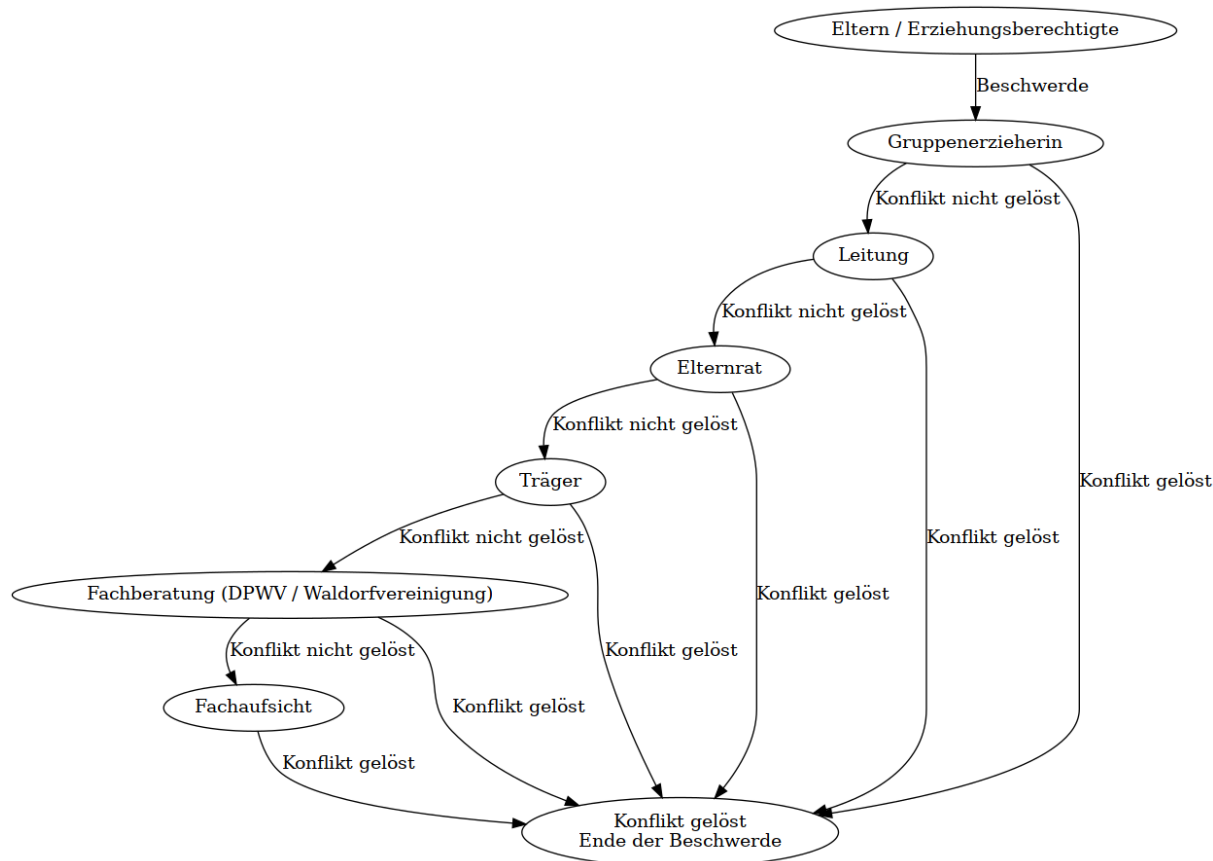 Eltern / Erziehungsberechtigte
Beschwerde
Gruppenerzieherin
Konflikt nicht gelöst
Leitung
Konflikt nicht gelöst
Elternrat
Konflikt nicht gelöst
Träger
Konflikt gelöst
Konflikt nicht gelöst
Konflikt gelöst
Fachberatung (DPWV / Waldorfvereinigung)
Konflikt gelöst
Konflikt nicht gelöst
Konflikt gelöst
Fachaufsicht
Konflikt gelöst
Konflikt gelöst
Konflikt gelöst
Ende der Beschwerde